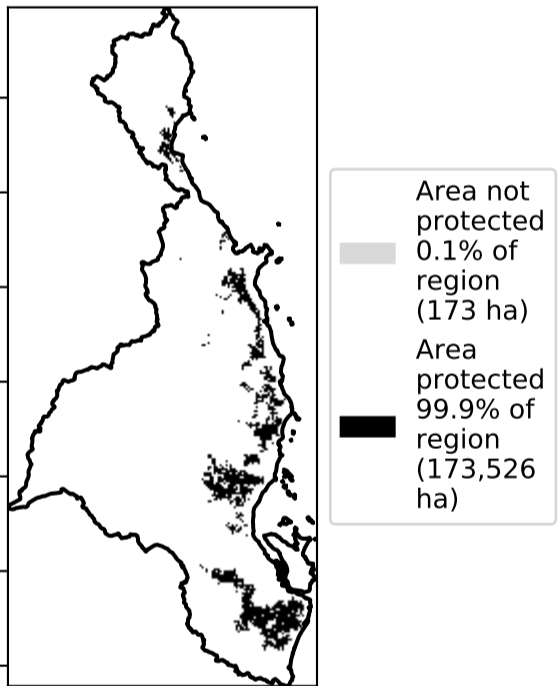 Area not
protected
0.1% of
region
(173 ha)
Area
protected
99.9% of
region
(173,526
ha)